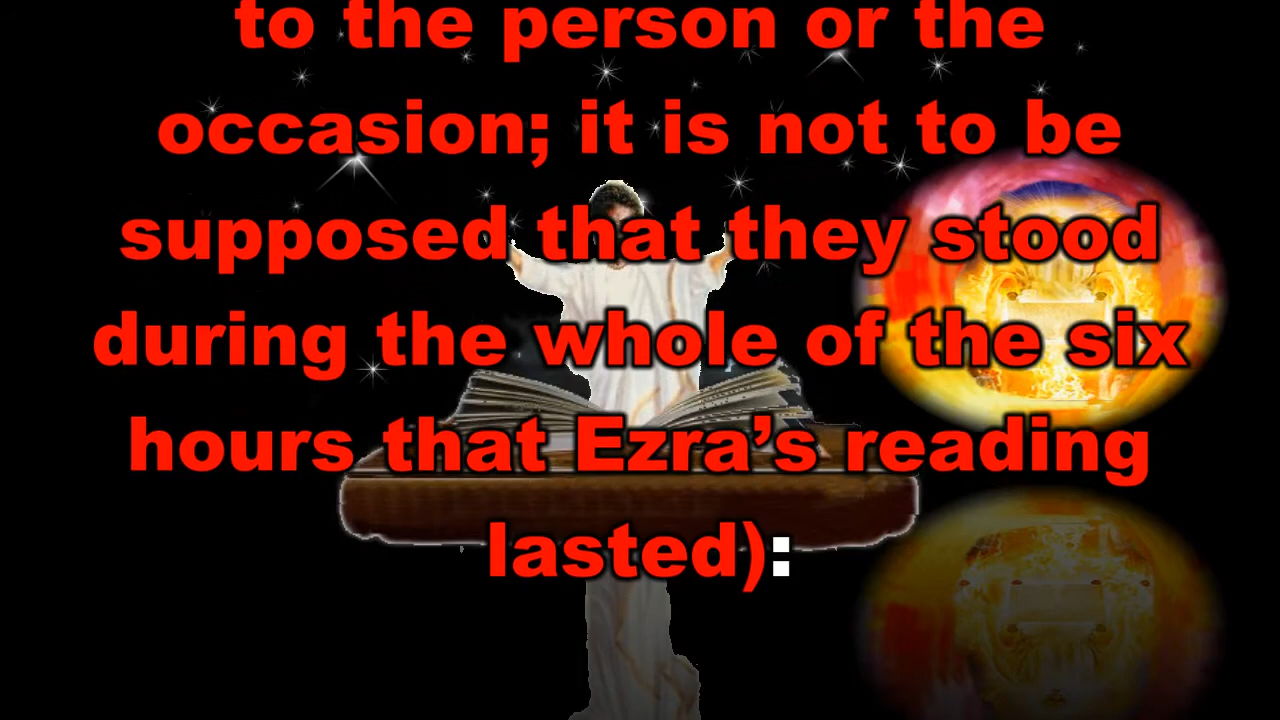 to the person or the
occasion; it is not to be
supposed that they stood
during the whole of the six
hours that Ezra’s reading
lasted):